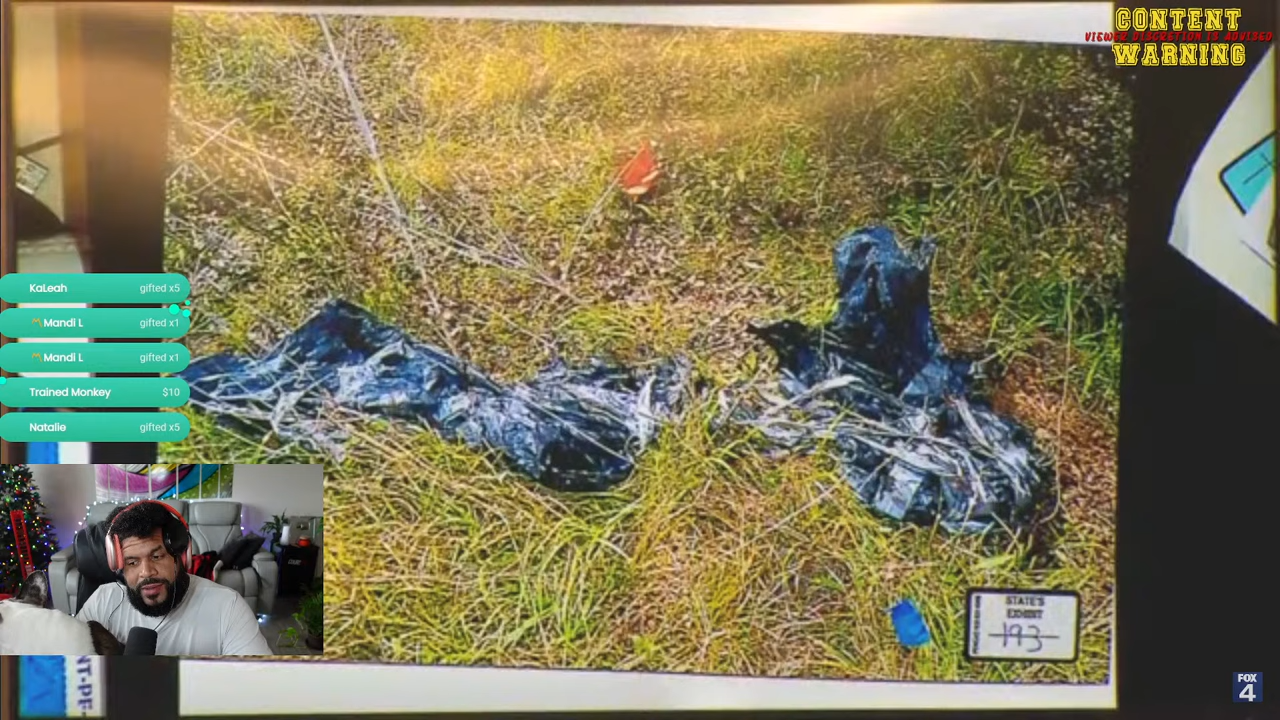 CONTENT
VIEWER DISCRETION IS ADVISED
WARNING
KaLeah gifted x5
Mandi L gifted x1
Mandi L gifted x1
Trained Monkey $10
Natalie gifted x5
STATE'S
EXHIBIT
193
FOX
4